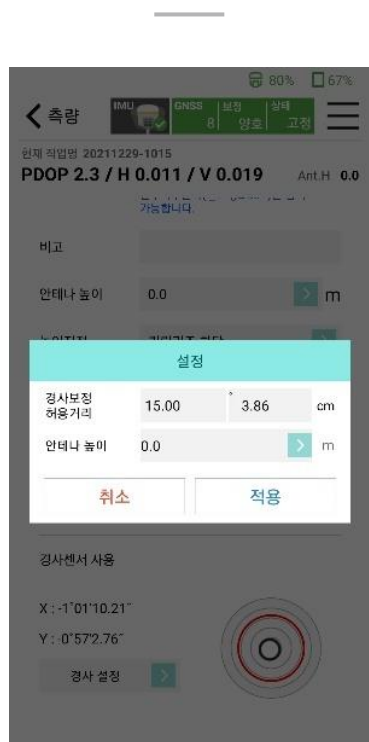 80% 67%
측량 IMU GNSS 8 보정 양호 상태 고정
현재 작업명 20211229-1015
PDOP 2.3 / H 0.011 / V 0.019 Ant.H 0.0
가능합니다.
비고
안테나 높이 0.0 m
설정
경사보정
허용거리 15.00 ° 3.86 cm
안테나 높이 0.0 m
취소 적용
경사센서 사용
X : -1°01'10.21"
Y : -0°57'2.76"
경사 설정